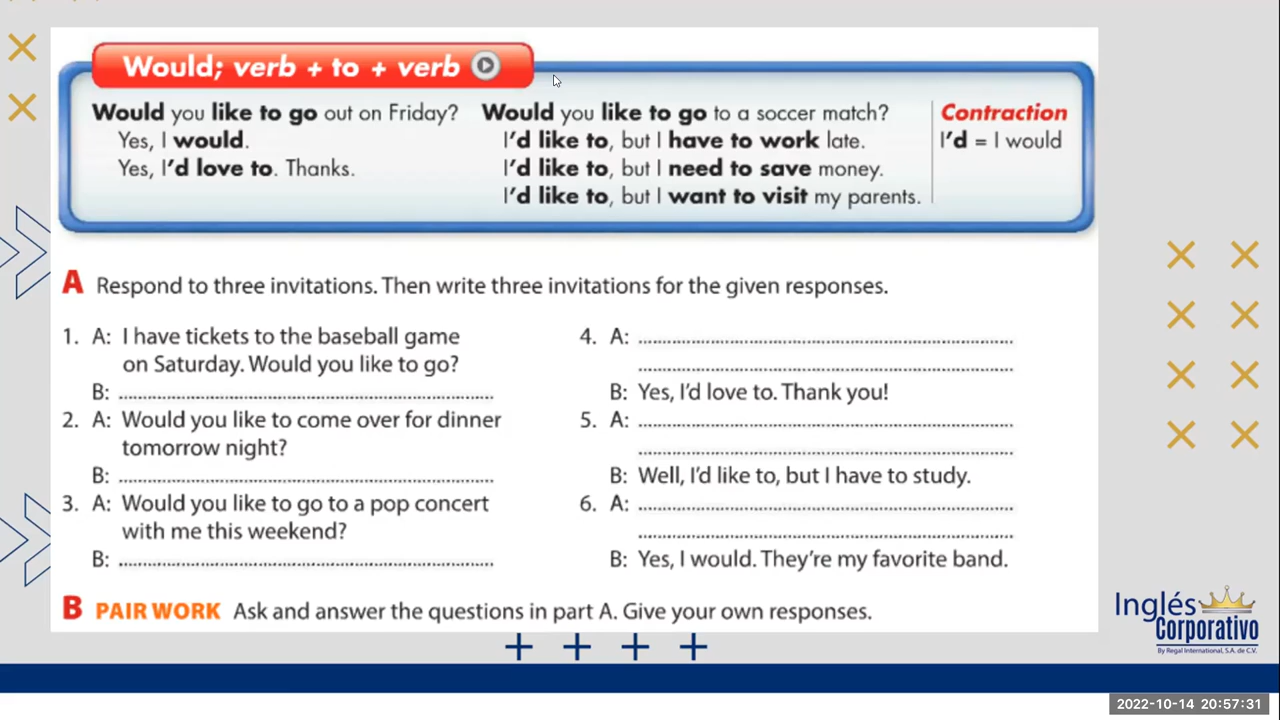 Would; verb + to + verb
Would you like to go out on Friday?
Yes, I would.
Yes, I'd love to. Thanks.
Would you like to go to a soccer match?
I'd like to, but I have to work late.
I'd like to, but I need to save money.
I'd like to, but I want to visit my parents.
Contraction
I'd = I would
A Respond to three invitations. Then write three invitations for the given responses.
1. A: I have tickets to the baseball game
on Saturday. Would you like to go?
B:
2. A: Would you like to come over for dinner
tomorrow night?
B:
3. A: Would you like to go to a pop concert
with me this weekend?
B:
4. A:
B: Yes, I'd love to. Thank you!
5. A:
B: Well, I'd like to, but I have to study.
6. A:
B: Yes, I would. They're my favorite band.
B PAIR WORK Ask and answer the questions in part A. Give your own responses.
Inglés
Corporativo
By Regal International, S.A. de C.V.
2022-10-14 20:57:31